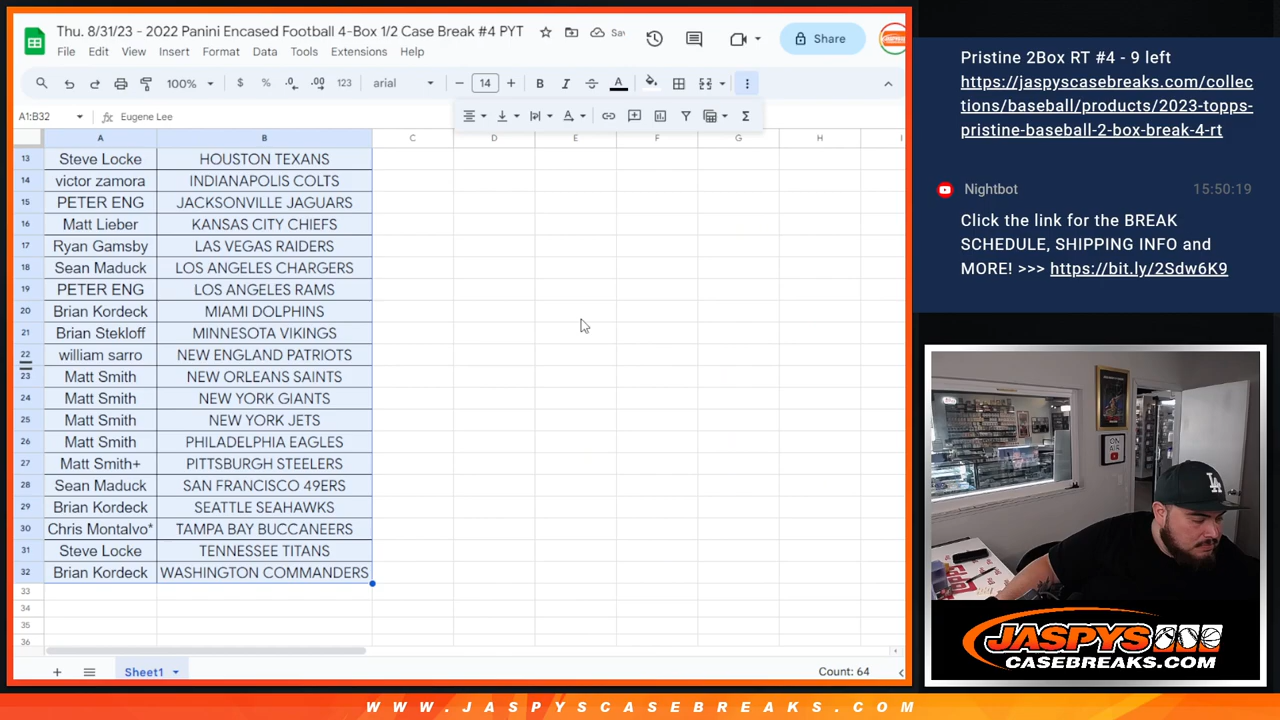 Thu. 8/31/23 - 2022 Panini Encased Football 4-Box 1/2 Case Break #4 PYT
File Edit View Insert Format Data Tools Extensions Help
Share
100% $ % .0 .00 123 arial 14 B I A
A1:B32 fx Eugene Lee
A B C D E F G H I
13 Steve Locke HOUSTON TEXANS
14 victor zamora INDIANAPOLIS COLTS
15 PETER ENG JACKSONVILLE JAGUARS
16 Matt Lieber KANSAS CITY CHIEFS
17 Ryan Gamsby LAS VEGAS RAIDERS
18 Sean Maduck LOS ANGELES CHARGERS
19 PETER ENG LOS ANGELES RAMS
20 Brian Kordeck MIAMI DOLPHINS
21 Brian Stekloff MINNESOTA VIKINGS
22 william sarro NEW ENGLAND PATRIOTS
23 Matt Smith NEW ORLEANS SAINTS
24 Matt Smith NEW YORK GIANTS
25 Matt Smith NEW YORK JETS
26 Matt Smith PHILADELPHIA EAGLES
27 Matt Smith+ PITTSBURGH STEELERS
28 Sean Maduck SAN FRANCISCO 49ERS
29 Brian Kordeck SEATTLE SEAHAWKS
30 Chris Montalvo* TAMPA BAY BUCCANEERS
31 Steve Locke TENNESSEE TITANS
32 Brian Kordeck WASHINGTON COMMANDERS
33
34
35
36
Sheet1
Count: 64
Pristine 2Box RT #4 - 9 left
https://jaspyscasebreaks.com/collec
tions/baseball/products/2023-topps-
pristine-baseball-2-box-break-4-rt
Nightbot 15:50:19
Click the link for the BREAK
SCHEDULE, SHIPPING INFO and
MORE! >>> https://bit.ly/2Sdw6K9
ON
AIR
LA
JASPYS
CASEBREAKS.COM
WWW.JASPYSCASEBREAKS.COM